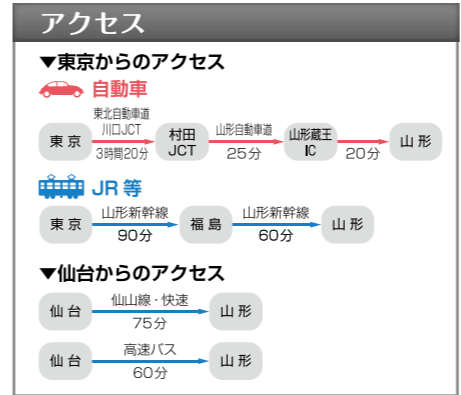 アクセス
▼東京からのアクセス
自動車
東北自動車道
川口JCT
東京
3時間20分
村田
JCT
山形自動車道
25分
山形蔵王
IC
20分
山形
JR等
東京
山形新幹線
90分
福島
山形新幹線
60分
山形
▼仙台からのアクセス
仙台
仙山線・快速
75分
山形
仙台
高速バス
60分
山形